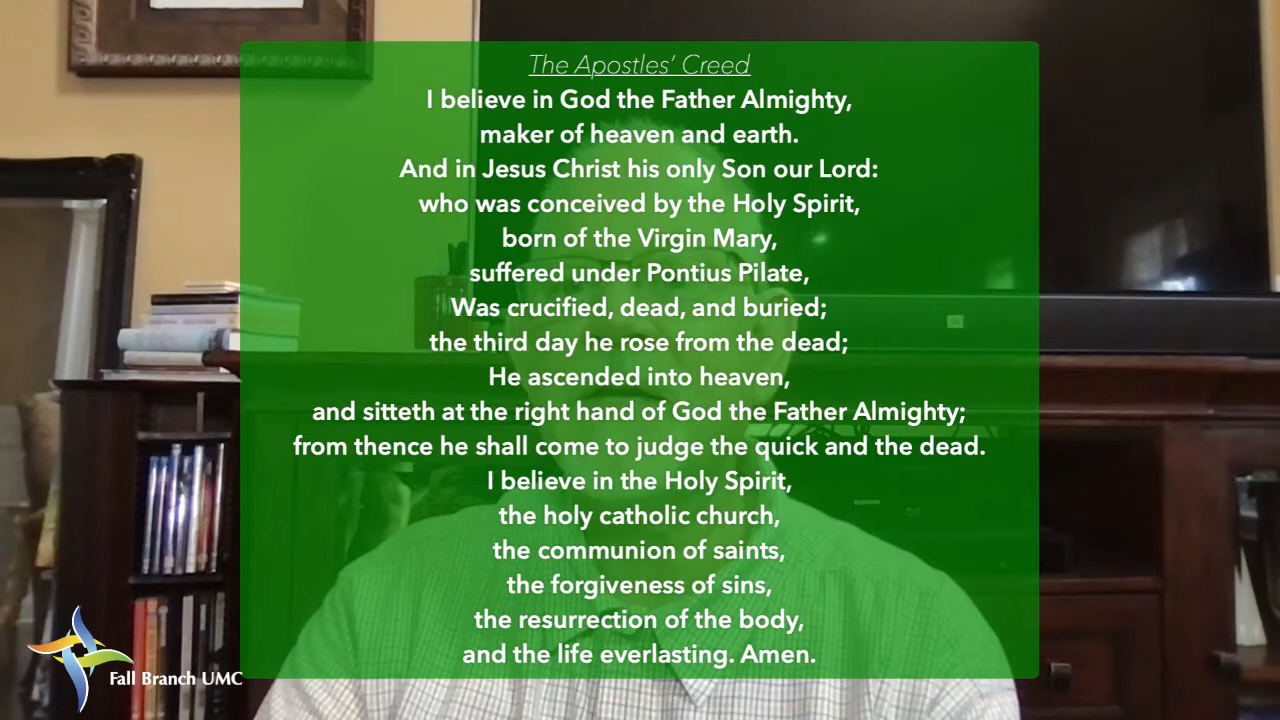 The Apostles’ Creed
I believe in God the Father Almighty,
maker of heaven and earth.
And in Jesus Christ his only Son our Lord:
who was conceived by the Holy Spirit,
born of the Virgin Mary,
suffered under Pontius Pilate,
Was crucified, dead, and buried;
the third day he rose from the dead;
He ascended into heaven,
and sitteth at the right hand of God the Father Almighty;
from thence he shall come to judge the quick and the dead.
I believe in the Holy Spirit,
the holy catholic church,
the communion of saints,
the forgiveness of sins,
the resurrection of the body,
and the life everlasting. Amen.
Fall Branch UMC